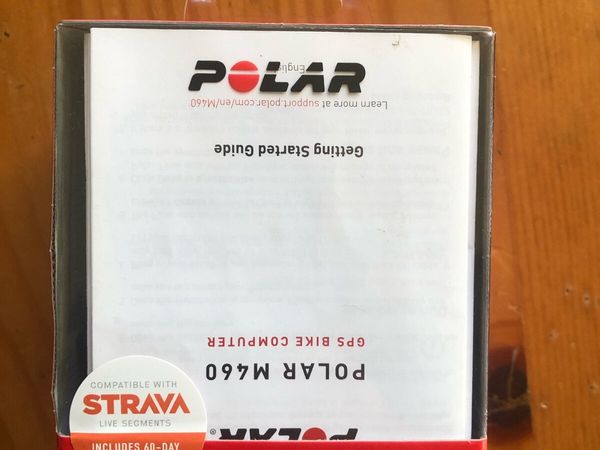 POLAR
English
Learn more at support.polar.com/en/M460
Getting Started Guide
GPS BIKE COMPUTER
POLAR M460
POLAR®
COMPATIBLE WITH
STRAVA
LIVE SEGMENTS
INCLUDES 60-DAY